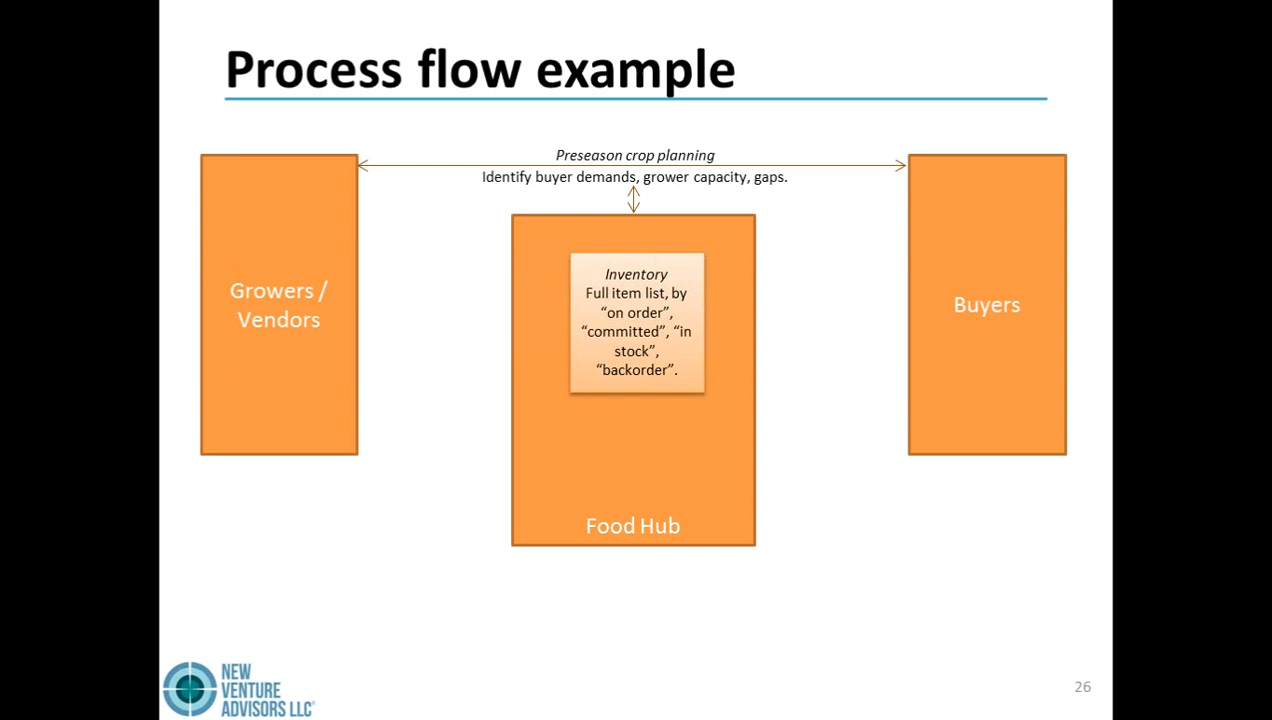 Process flow example
Preseason crop planning
Identify buyer demands, grower capacity, gaps.
Growers /
Vendors
Inventory
Full item list, by
“on order”,
“committed”, “in
stock”,
“backorder”.
Food Hub
Buyers
NEW
VENTURE
ADVISORS LLC
26